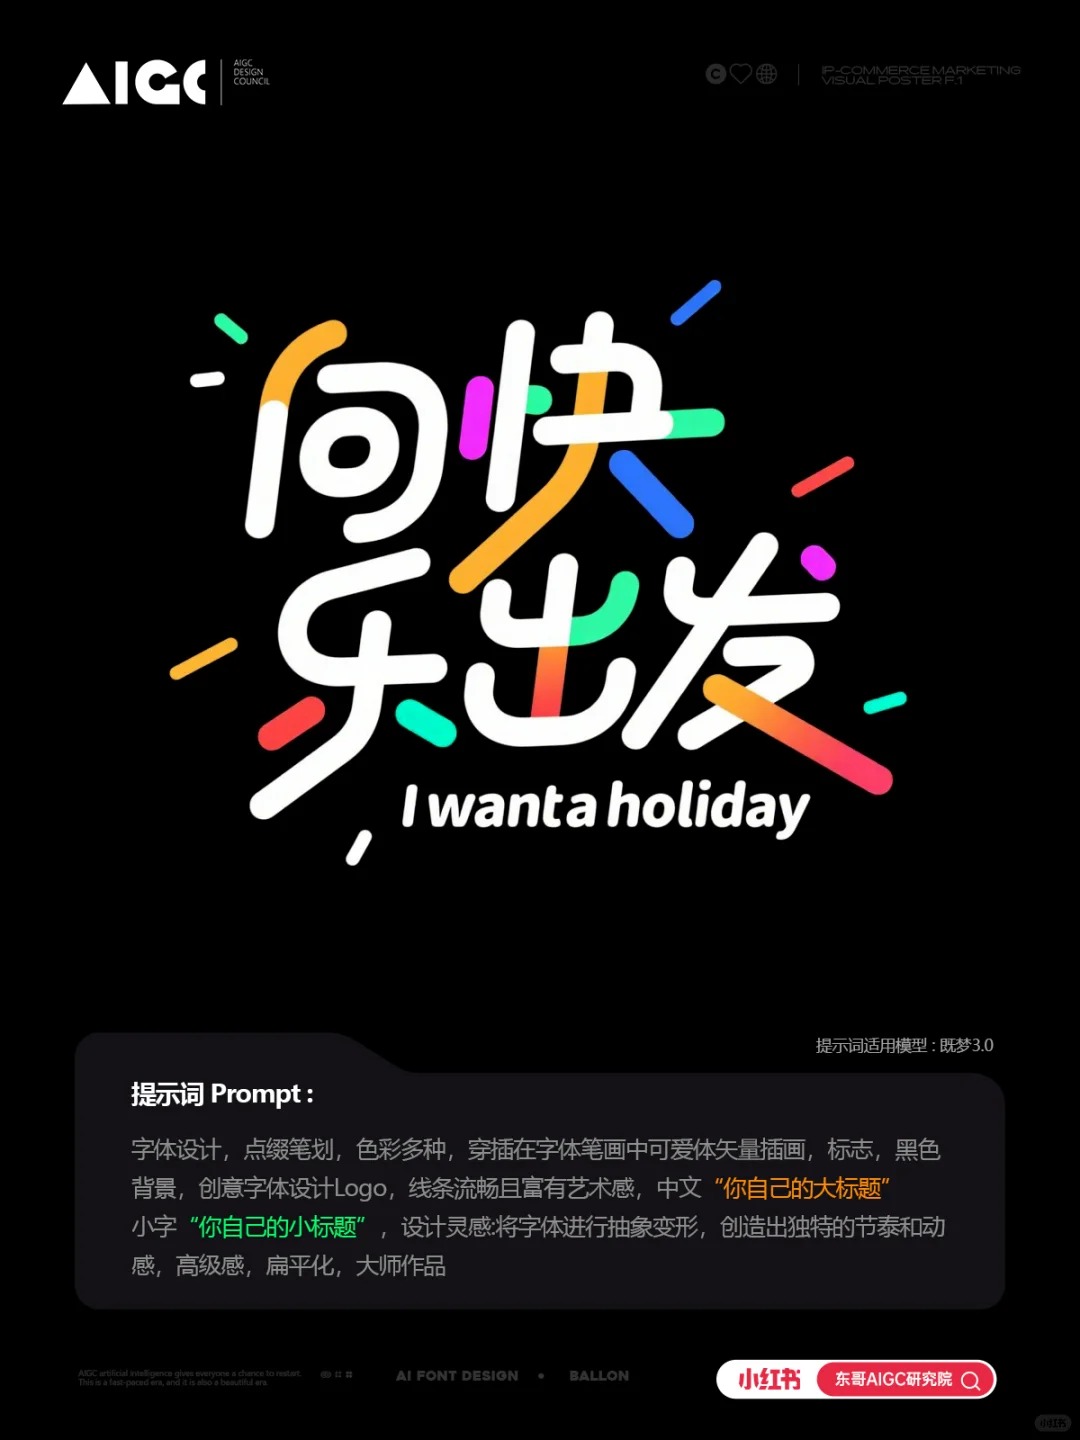 AIGC
AIGC
DESIGN
COUNCIL
IP-COMMERCE MARKETING
VISUAL POSTER F.1
向快
乐出发
I want a holiday
提示词适用模型 : 既梦3.0
提示词 Prompt :
字体设计，点缀笔划，色彩多种，穿插在字体笔画中可爱体矢量插画，标志，黑色
背景，创意字体设计Logo，线条流畅且富有艺术感，中文“你自己的大标题”
小字“你自己的小标题” ，设计灵感:将字体进行抽象变形，创造出独特的节泰和动
感，高级感，扁平化，大师作品
AIGC artificial intelligence gives everyone a chance to restart.
This is a fast-paced era, and it is also a beautiful era.
AI FONT DESIGN • BALLON
小红书
东哥AIGC研究院
小红书